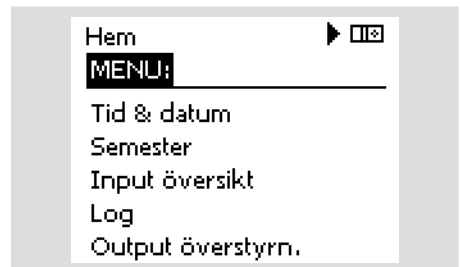 Hem
MENU:
Tid & datum
Semester
Input översikt
Log
Output överstyrn.